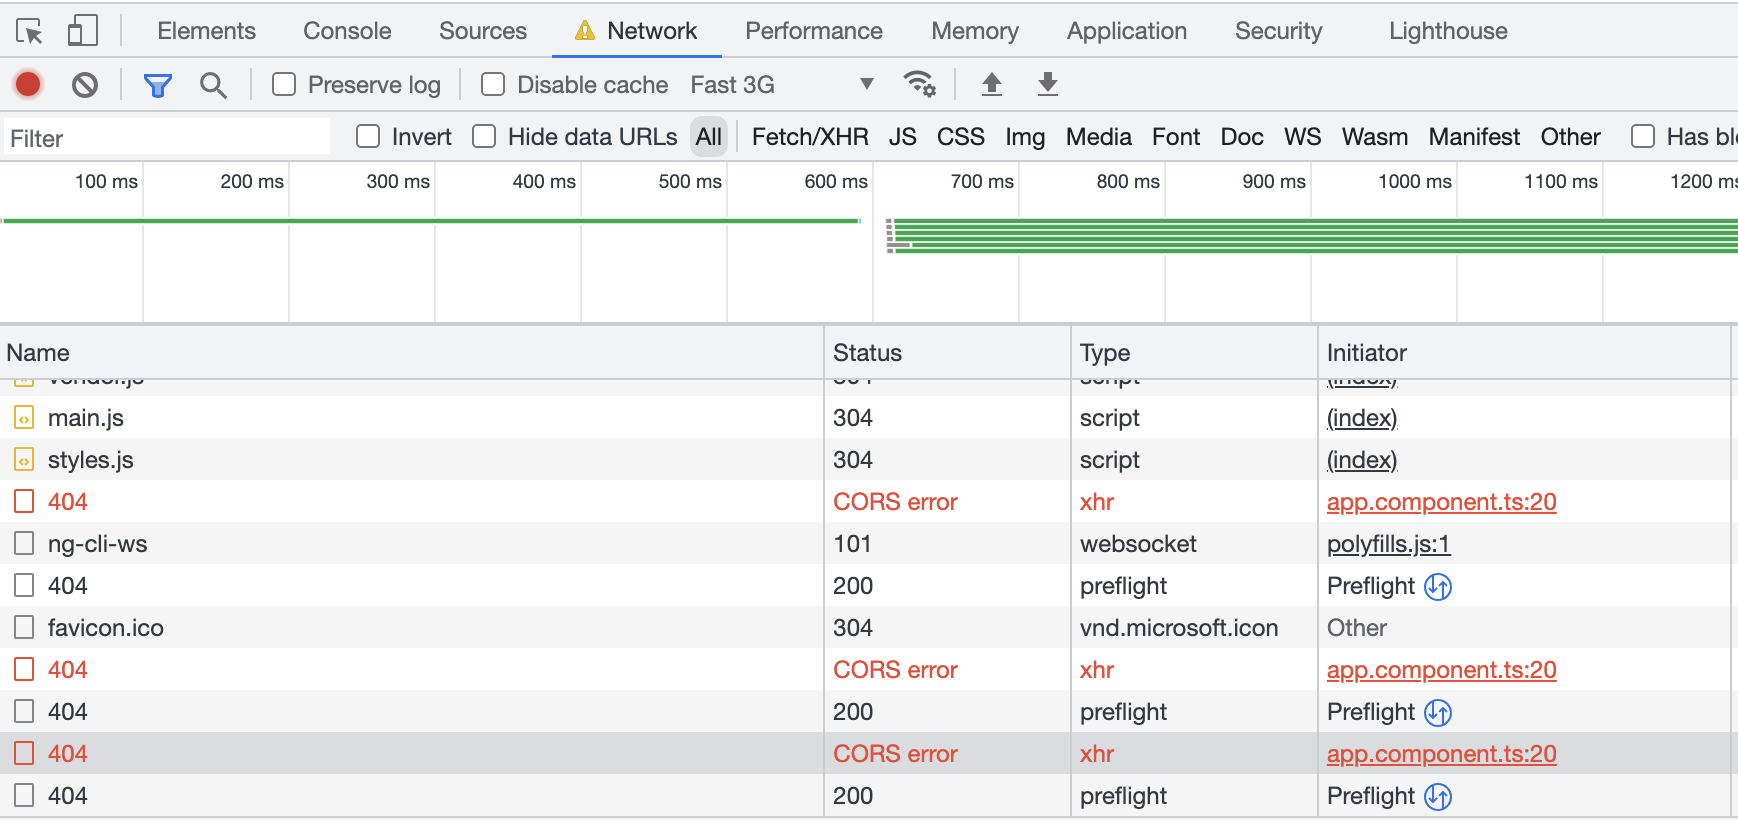 Elements Console Sources Network Performance Memory Application Security Lighthouse
Preserve log Disable cache Fast 3G
Filter Invert Hide data URLs All Fetch/XHR JS CSS Img Media Font Doc WS Wasm Manifest Other Has
100 ms 200 ms 300 ms 400 ms 500 ms 600 ms 700 ms 800 ms 900 ms 1000 ms 1100 ms 1200 ms
Name Status Type Initiator
vendor.js 304 script (index)
main.js 304 script (index)
styles.js 304 script (index)
404 CORS error xhr app.component.ts:20
ng-cli-ws 101 websocket polyfills.js:1
404 200 preflight Preflight
favicon.ico 304 vnd.microsoft.icon Other
404 CORS error xhr app.component.ts:20
404 200 preflight Preflight
404 CORS error xhr app.component.ts:20
404 200 preflight Preflight